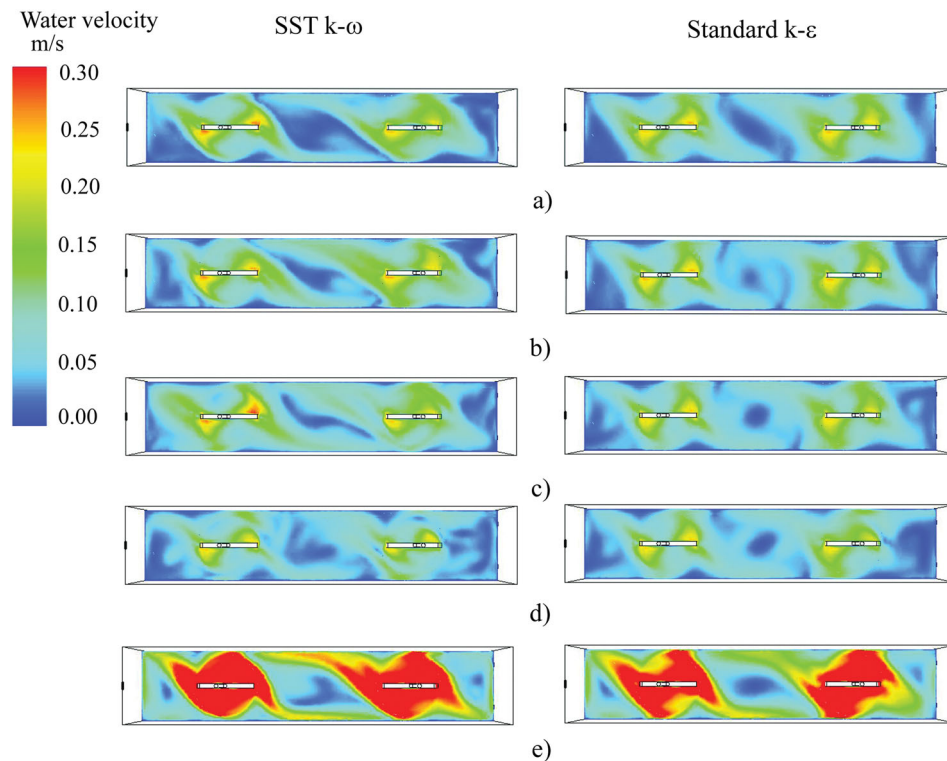 Water velocity
m/s
SST k-ω
Standard k-ε
0.30
0.25
0.20
0.15
0.10
0.05
0.00
a)
b)
c)
d)
e)